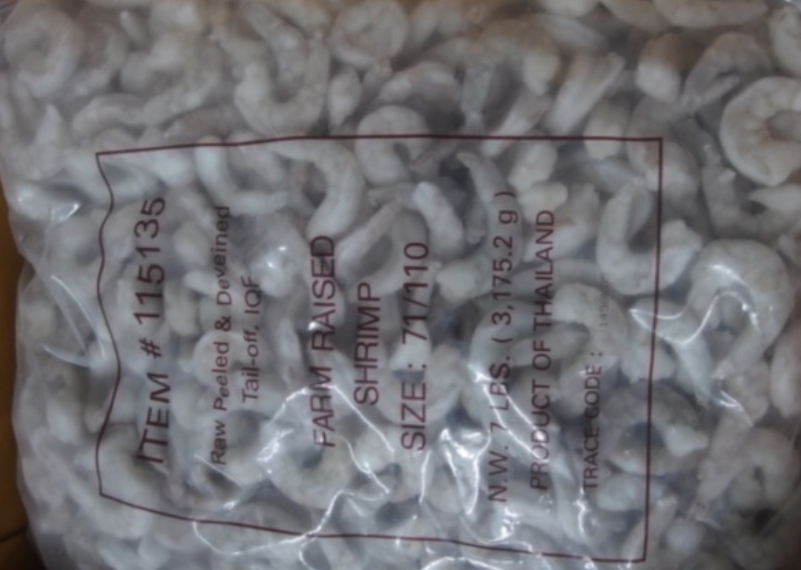 ITEM # 115135
Raw Peeled & Deveined
Tail-off, IQF
FARM RAISED
SHRIMP
SIZE : 71/110
N.W. 7 LBS. ( 3,175.2 g )
PRODUCT OF THAILAND
TRACE CODE :